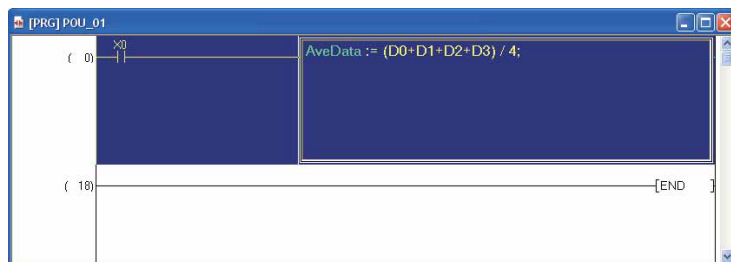 [PRG] POU_01
X0
( 0)
AveData := (D0+D1+D2+D3) / 4;
( 18)
[END ]